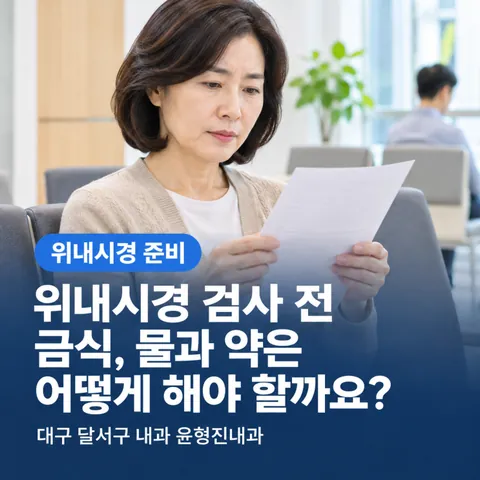 위내시경 준비
위내시경 검사 전
금식, 물과 약은
어떻게 해야 할까요?
대구 달서구 내과 윤형진내과